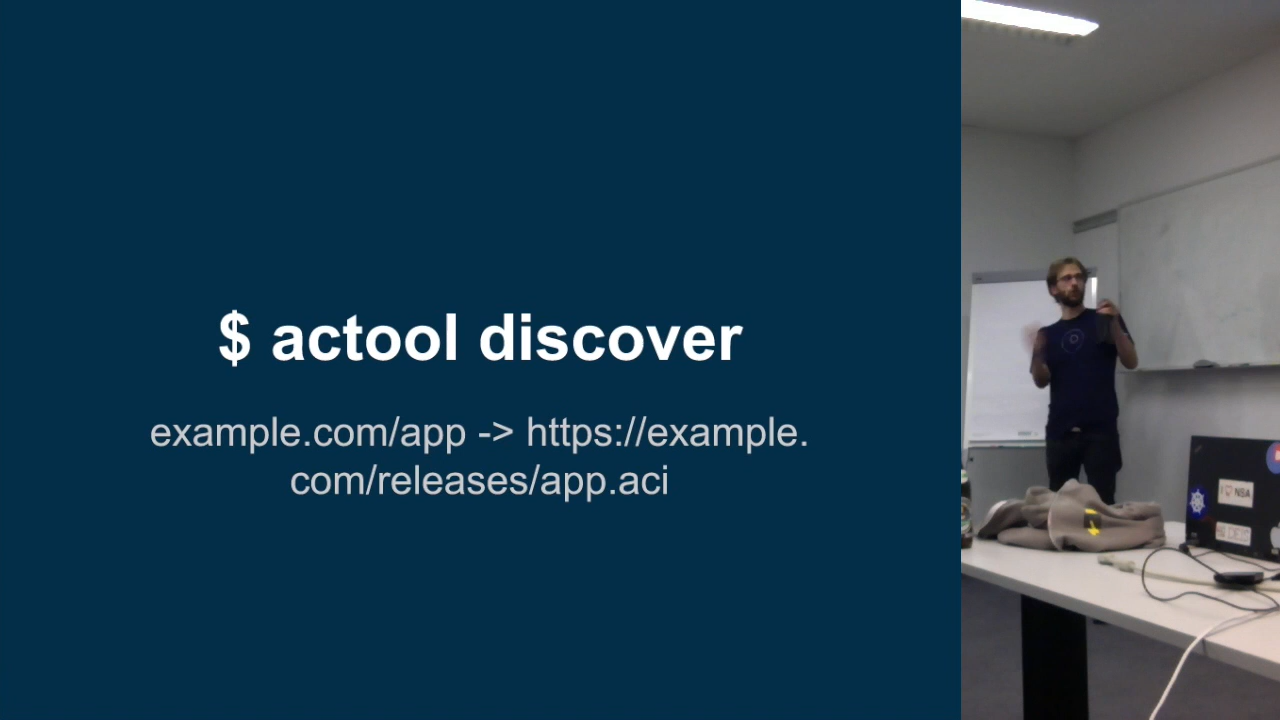 $ actool discover
example.com/app -> https://example.
com/releases/app.aci
I NSA